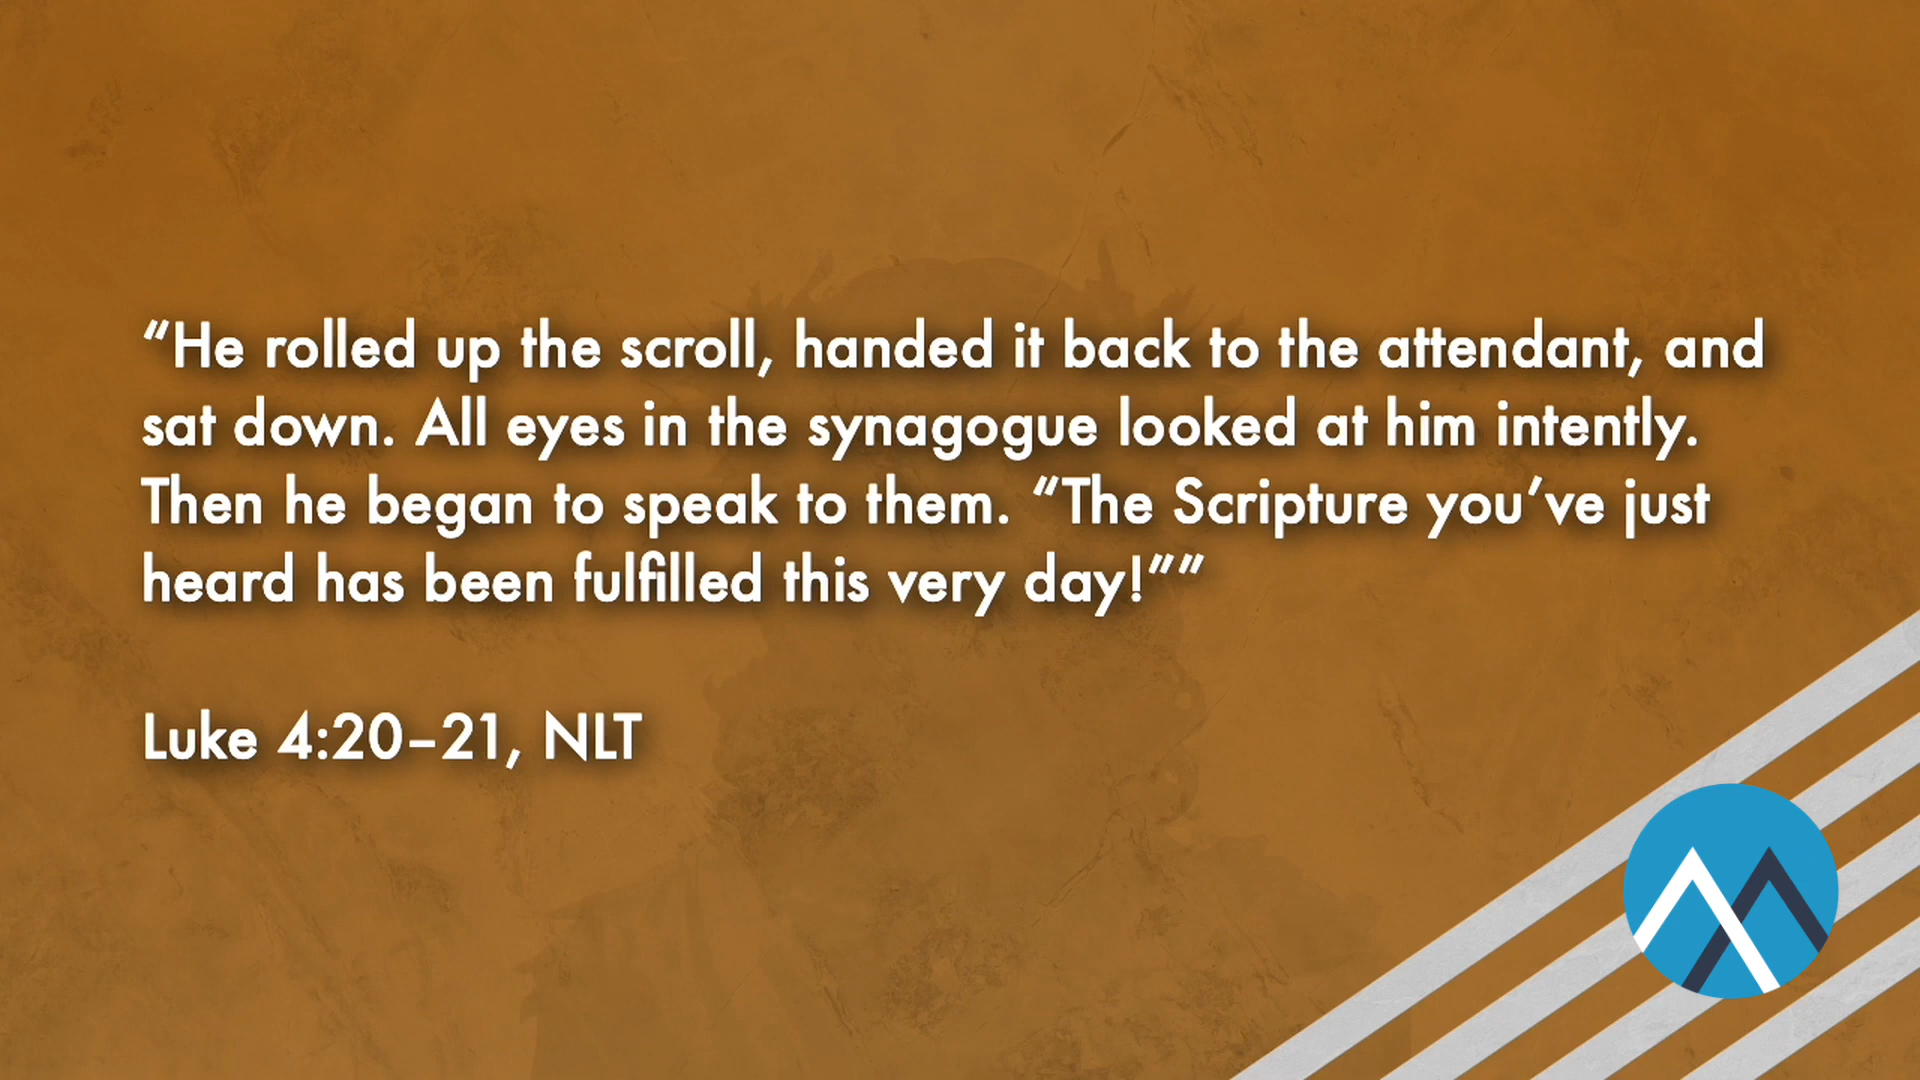 “He rolled up the scroll, handed it back to the attendant, and
sat down. All eyes in the synagogue looked at him intently.
Then he began to speak to them. “The Scripture you’ve just
heard has been fulfilled this very day!””
Luke 4:20–21, NLT